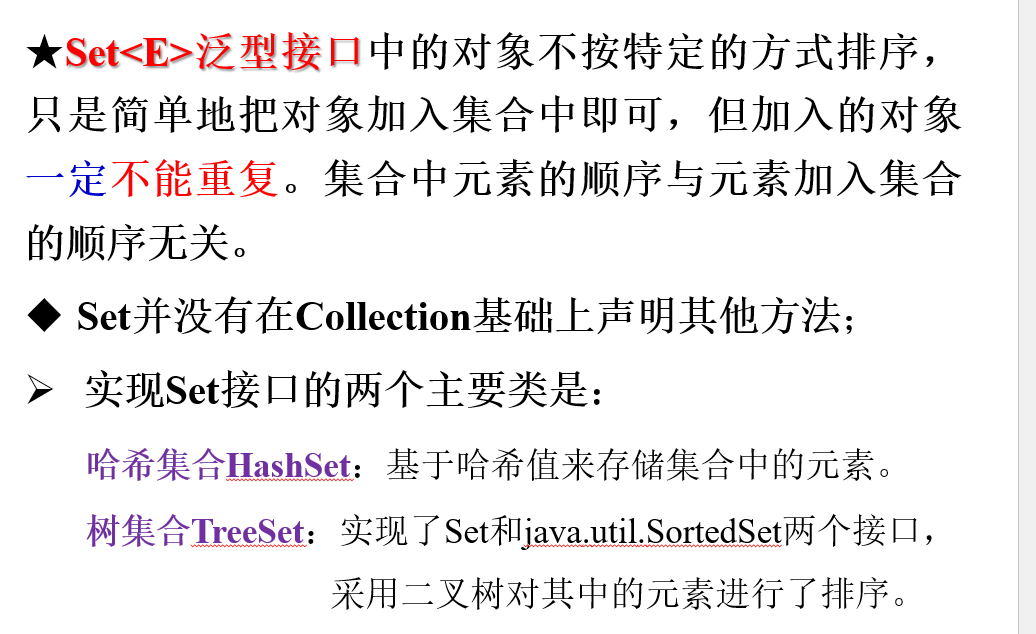 ★Set<E>泛型接口中的对象不按特定的方式排序，
只是简单地把对象加入集合中即可，但加入的对象
一定不能重复。集合中元素的顺序与元素加入集合
的顺序无关。
◆ Set并没有在Collection基础上声明其他方法；
➢ 实现Set接口的两个主要类是：
哈希集合HashSet：基于哈希值来存储集合中的元素。
树集合TreeSet：实现了Set和java.util.SortedSet两个接口，
采用二叉树对其中的元素进行了排序。